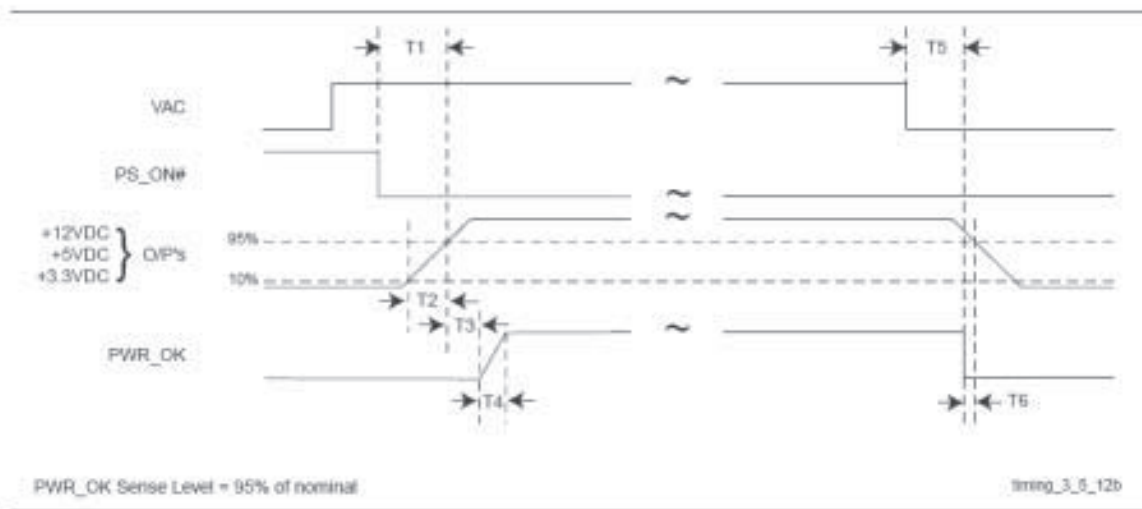 T1
T5
VAC
~
PS_ON#
~
~
+12VDC
+5VDC } O/P's
+3.3VDC
95%
10%
T2
T3
~
PWR_OK
T4
T6
PWR_OK Sense Level = 95% of nominal
timing_3_5_12b